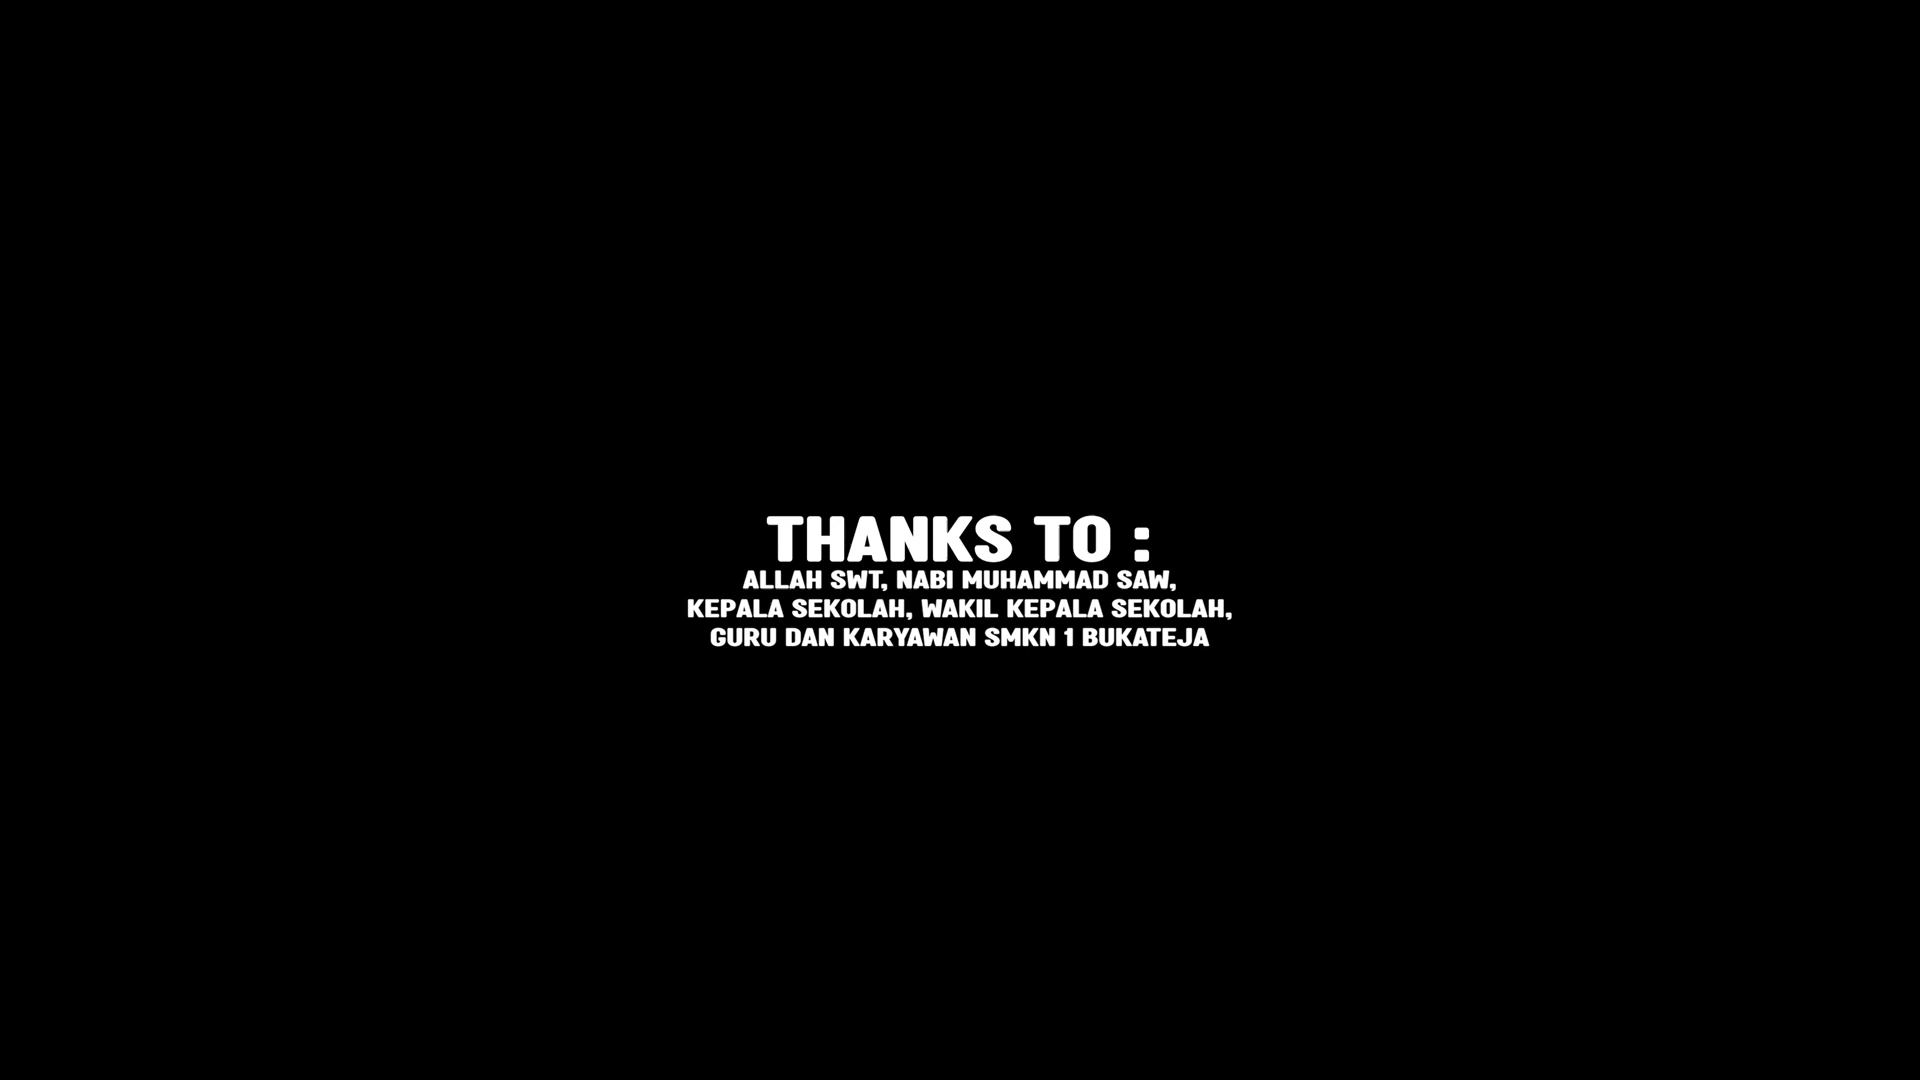 THANKS TO :
ALLAH SWT, NABI MUHAMMAD SAW,
KEPALA SEKOLAH, WAKIL KEPALA SEKOLAH,
GURU DAN KARYAWAN SMKN 1 BUKATEJA